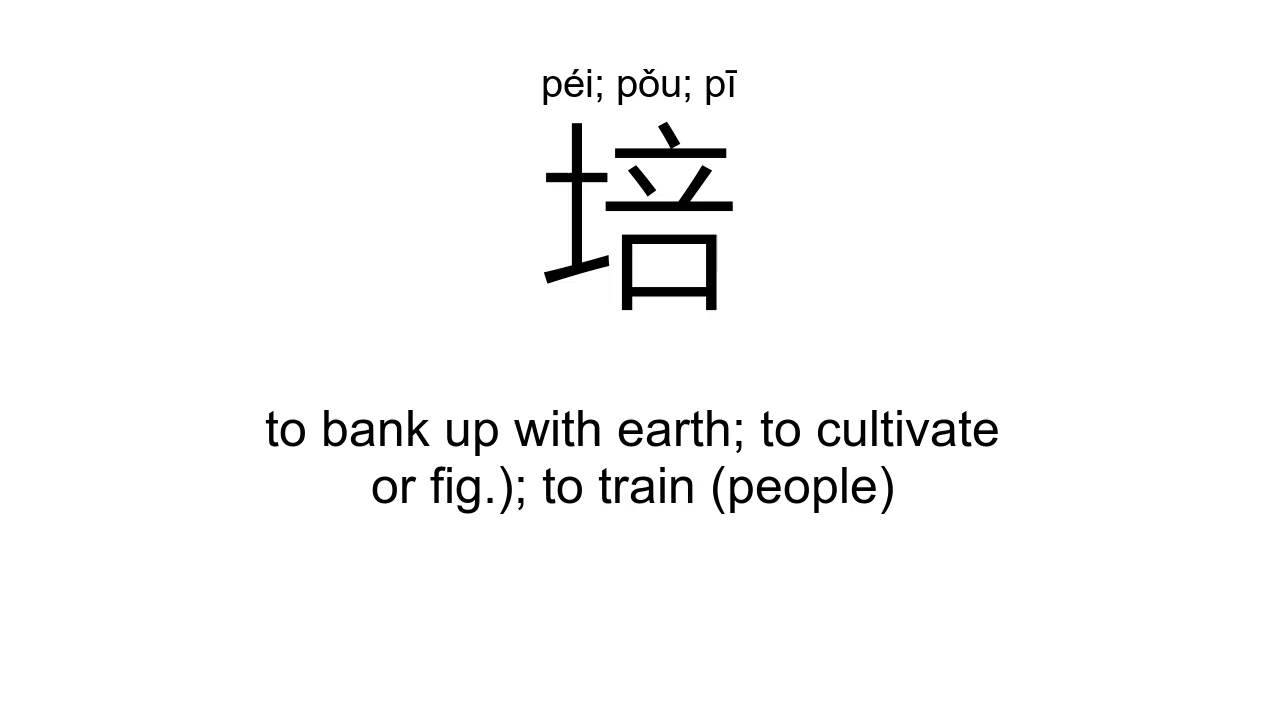 péi; pǒu; pī
培
to bank up with earth; to cultivate
or fig.); to train (people)